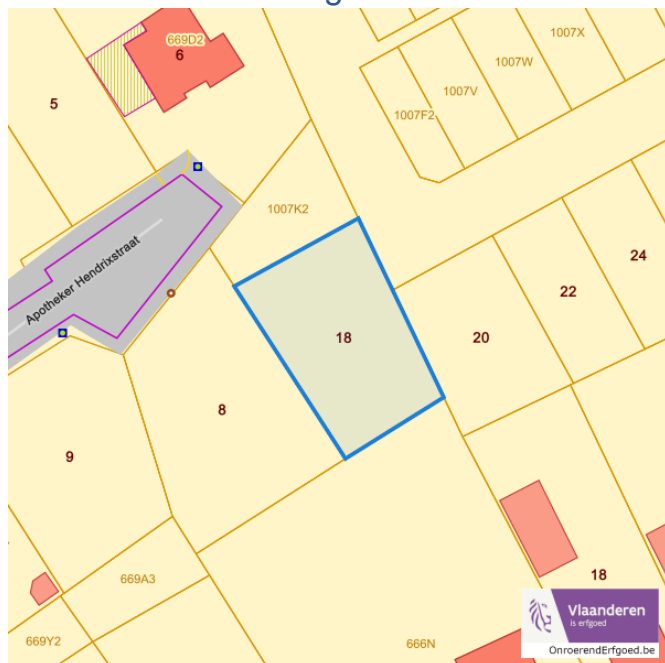 669D2
6
5
1007X
1007W
1007V
1007F2
1007K2
Apotheker Hendrixstraat
24
22
20
18
8
9
18
669A3
669Y2
666N
Vlaanderen
is erfgoed
OnroerendErfgoed.be